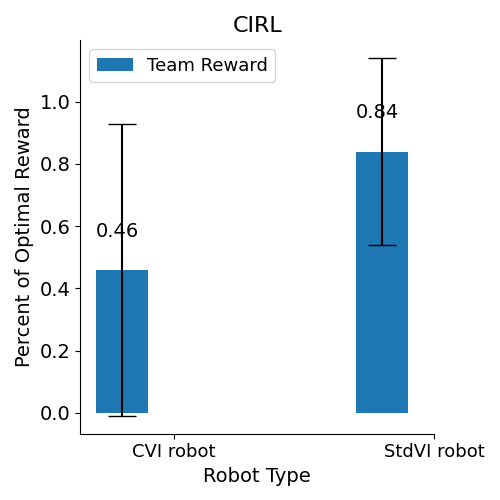 CIRL
Team Reward
Percent of Optimal Reward
1.0
0.8
0.6
0.4
0.2
0.0
0.46
0.84
CVI robot
StdVI robot
Robot Type